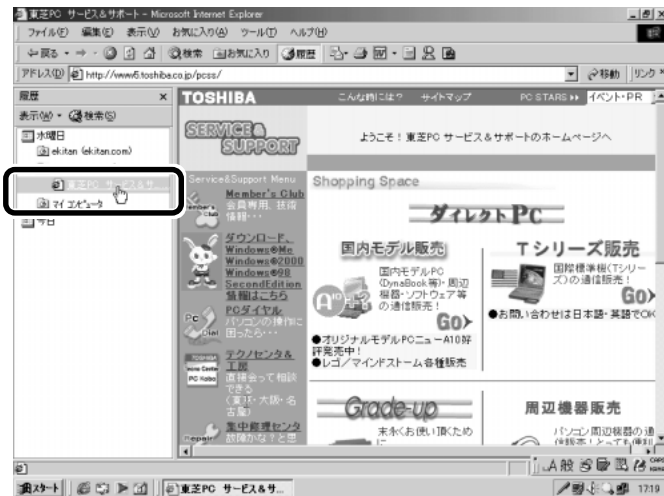 東芝PC サービス&サポート - Microsoft Internet Explorer
ファイル(F) 編集(E) 表示(V) お気に入り(A) ツール(T) ヘルプ(H)
戻る 検索 お気に入り 履歴
アドレス(D) http://www6.toshiba.co.jp/pcss/ 移動 リンク
履歴
表示(W) 検索(S)
水曜日
ekitan (ekitan.com)
東芝PC サービス&サ...
マイ コンピュータ
今日
TOSHIBA こんな時には? サイトマップ PC STARS イベント・PR
SERVICE & SUPPORT
ようこそ!東芝PC サービス&サポートのホームページへ
Service&Support Menu
Member's Club
会員専用、技術
情報・・・
ダウンロード、
Windows®Me
Windows®2000
Windows®98
SecondEdition
情報はこちら
PCダイヤル
パソコンの操作に
困ったら・・・
テクノセンタ&
工房
直接会って相談
できる
(東京・大阪・名
古屋)
集中修理センタ
故障かな?と思
Shopping Space
ダイレクトPC
国内モデル販売
国内モデルPC
(DynaBook等)・周辺
機器・ソフトウェア等
の通信販売!
GO
●オリジナルモデルPCニューA10好
評発売中!
●レゴ/マインドストーム各種販売
Tシリーズ販売
国際標準機(Tシリー
ズ)の通信販売!
GO
●お問い合わせは日本語・英語でOK
Grade-up
末永くお使い頂くため
に
周辺機器販売
パソコン周辺機器の通
信販売!とっても便利
A 般
スタート 東芝PC サービス&サ... 17:19